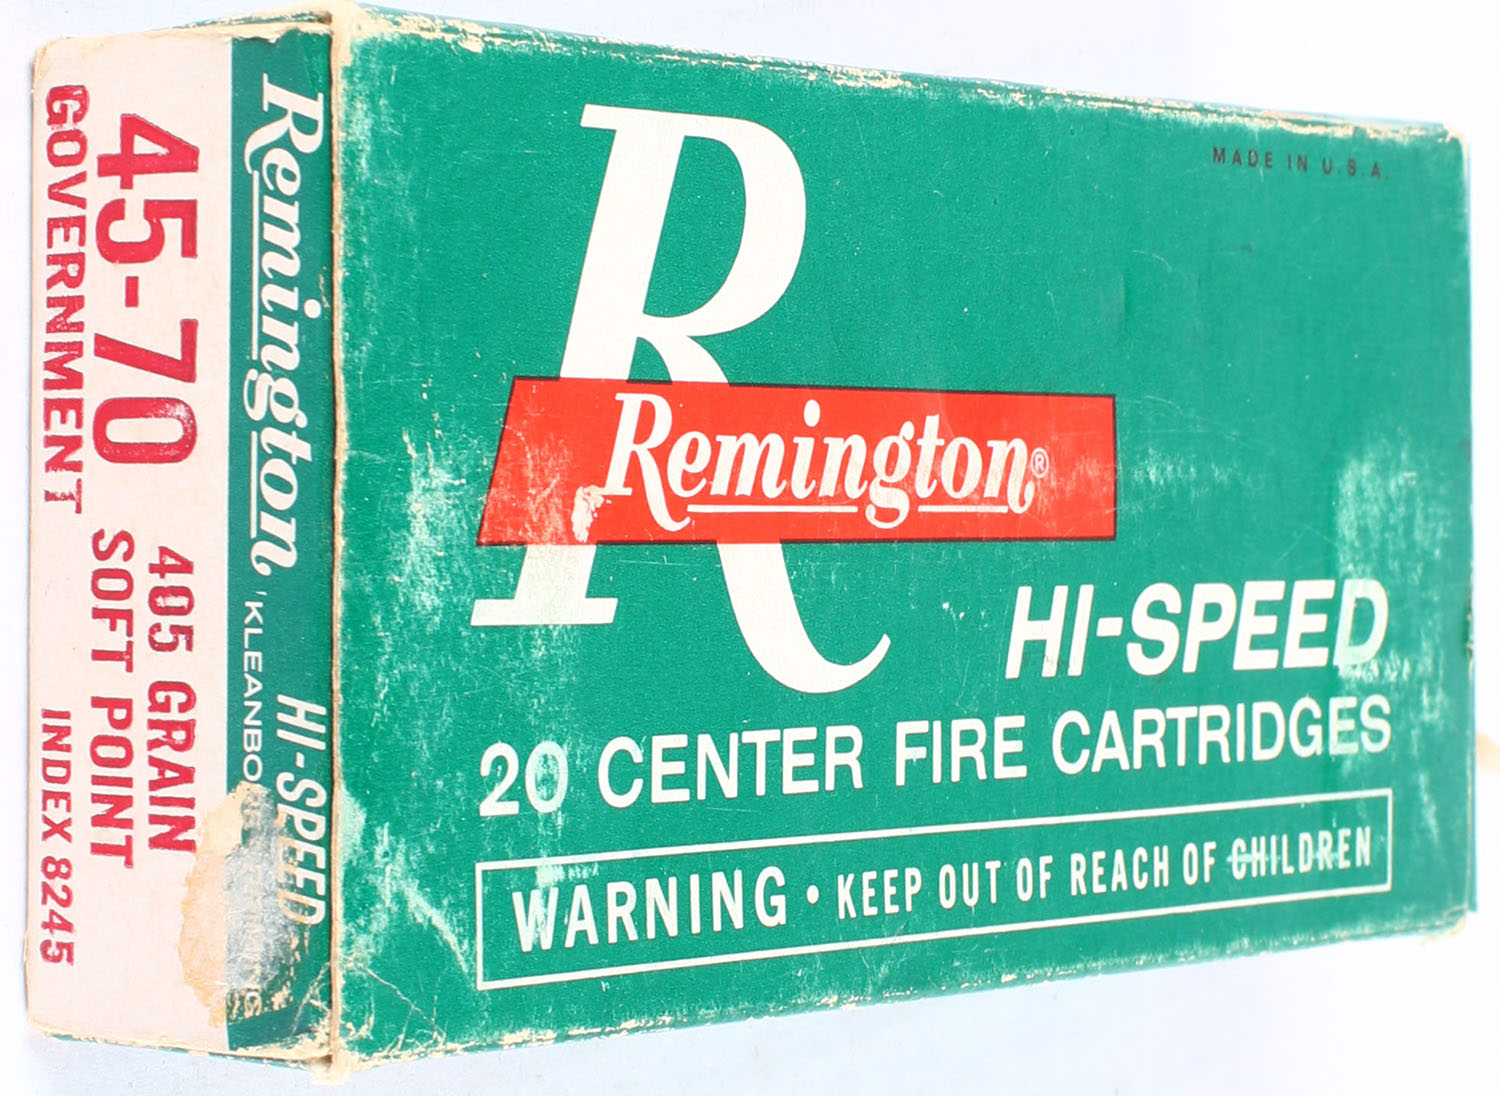 MADE IN U.S.A.
R
Remington®
HI-SPEED
20 CENTER FIRE CARTRIDGES
WARNING • KEEP OUT OF REACH OF CHILDREN
Remington
HI-SPEED
'KLEANBORE'
45-70
GOVERNMENT
405 GRAIN
SOFT POINT
INDEX 8245